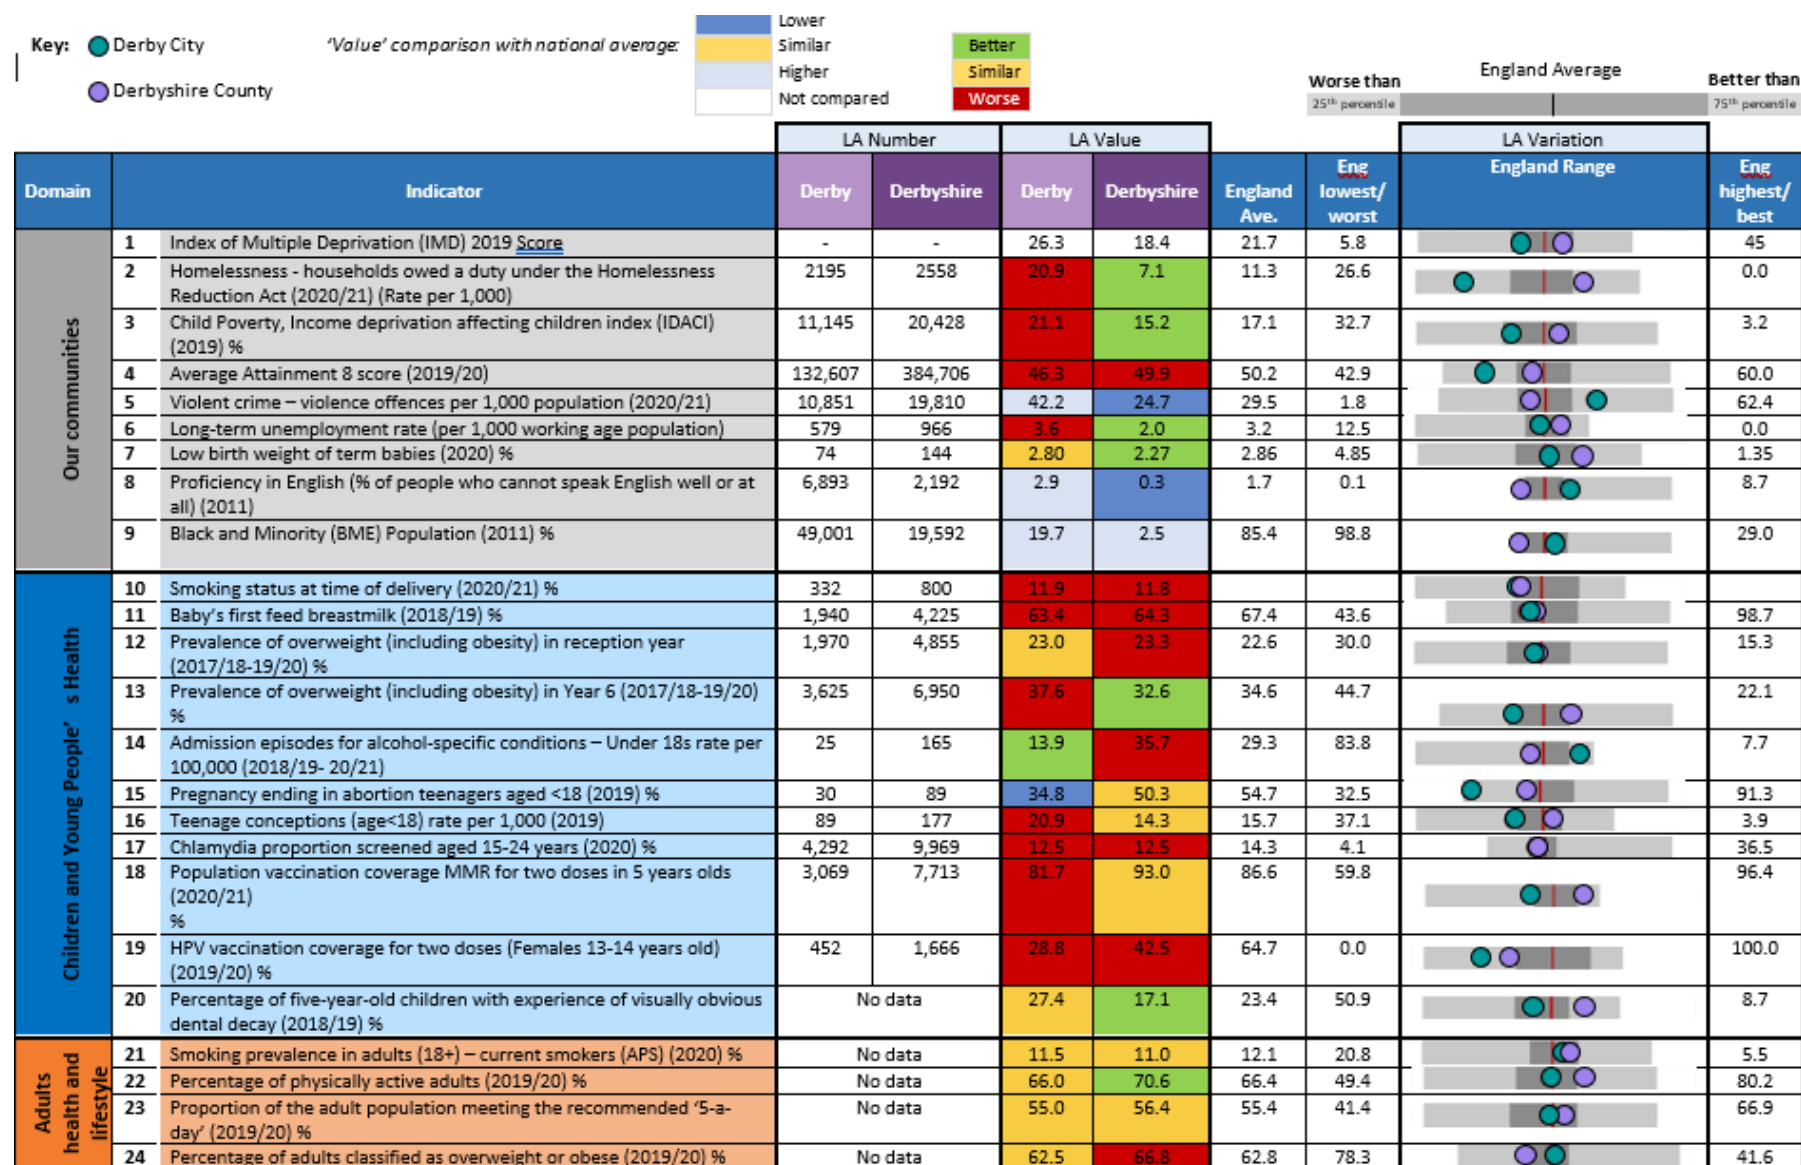 Lower
Key: Derby City 'Value' comparison with national average: Similar Better
Higher Similar
Derbyshire County Not compared Worse
Worse than England Average Better than
25th percentile 75th percentile
LA Number LA Value LA Variation
Domain Indicator Derby Derbyshire Derby Derbyshire England Ave. Eng lowest/ worst England Range Eng highest/ best
Our communities
1 Index of Multiple Deprivation (IMD) 2019 Score - - 26.3 18.4 21.7 5.8 45
2 Homelessness - households owed a duty under the Homelessness 2195 2558 20.9 7.1 11.3 26.6 0.0
Reduction Act (2020/21) (Rate per 1,000)
3 Child Poverty, Income deprivation affecting children index (IDACI) 11,145 20,428 21.1 15.2 17.1 32.7 3.2
(2019) %
4 Average Attainment 8 score (2019/20) 132,607 384,706 46.3 49.9 50.2 42.9 60.0
5 Violent crime – violence offences per 1,000 population (2020/21) 10,851 19,810 42.2 24.7 29.5 1.8 62.4
6 Long-term unemployment rate (per 1,000 working age population) 579 966 3.6 2.0 3.2 12.5 0.0
7 Low birth weight of term babies (2020) % 74 144 2.80 2.27 2.86 4.85 1.35
8 Proficiency in English (% of people who cannot speak English well or at 6,893 2,192 2.9 0.3 1.7 0.1 8.7
all) (2011)
9 Black and Minority (BME) Population (2011) % 49,001 19,592 19.7 2.5 85.4 98.8 29.0
Children and Young People' s Health
10 Smoking status at time of delivery (2020/21) % 332 800 11.9 11.8
11 Baby's first feed breastmilk (2018/19) % 1,940 4,225 63.4 64.3 67.4 43.6 98.7
12 Prevalence of overweight (including obesity) in reception year 1,970 4,855 23.0 23.3 22.6 30.0 15.3
(2017/18-19/20) %
13 Prevalence of overweight (including obesity) in Year 6 (2017/18-19/20) 3,625 6,950 37.6 32.6 34.6 44.7 22.1
%
14 Admission episodes for alcohol-specific conditions – Under 18s rate per 25 165 13.9 35.7 29.3 83.8 7.7
100,000 (2018/19- 20/21)
15 Pregnancy ending in abortion teenagers aged <18 (2019) % 30 89 34.8 50.3 54.7 32.5 91.3
16 Teenage conceptions (age<18) rate per 1,000 (2019) 89 177 20.9 14.3 15.7 37.1 3.9
17 Chlamydia proportion screened aged 15-24 years (2020) % 4,292 9,969 12.5 12.5 14.3 4.1 36.5
18 Population vaccination coverage MMR for two doses in 5 years olds 3,069 7,713 81.7 93.0 86.6 59.8 96.4
(2020/21)
%
19 HPV vaccination coverage for two doses (Females 13-14 years old) 452 1,666 28.8 42.5 64.7 0.0 100.0
(2019/20) %
20 Percentage of five-year-old children with experience of visually obvious No data 27.4 17.1 23.4 50.9 8.7
dental decay (2018/19) %
Adults health and lifestyle
21 Smoking prevalence in adults (18+) – current smokers (APS) (2020) % No data 11.5 11.0 12.1 20.8 5.5
22 Percentage of physically active adults (2019/20) % No data 66.0 70.6 66.4 49.4 80.2
23 Proportion of the adult population meeting the recommended '5-a- No data 55.0 56.4 55.4 41.4 66.9
day' (2019/20) %
24 Percentage of adults classified as overweight or obese (2019/20) % No data 62.5 66.8 62.8 78.3 41.6